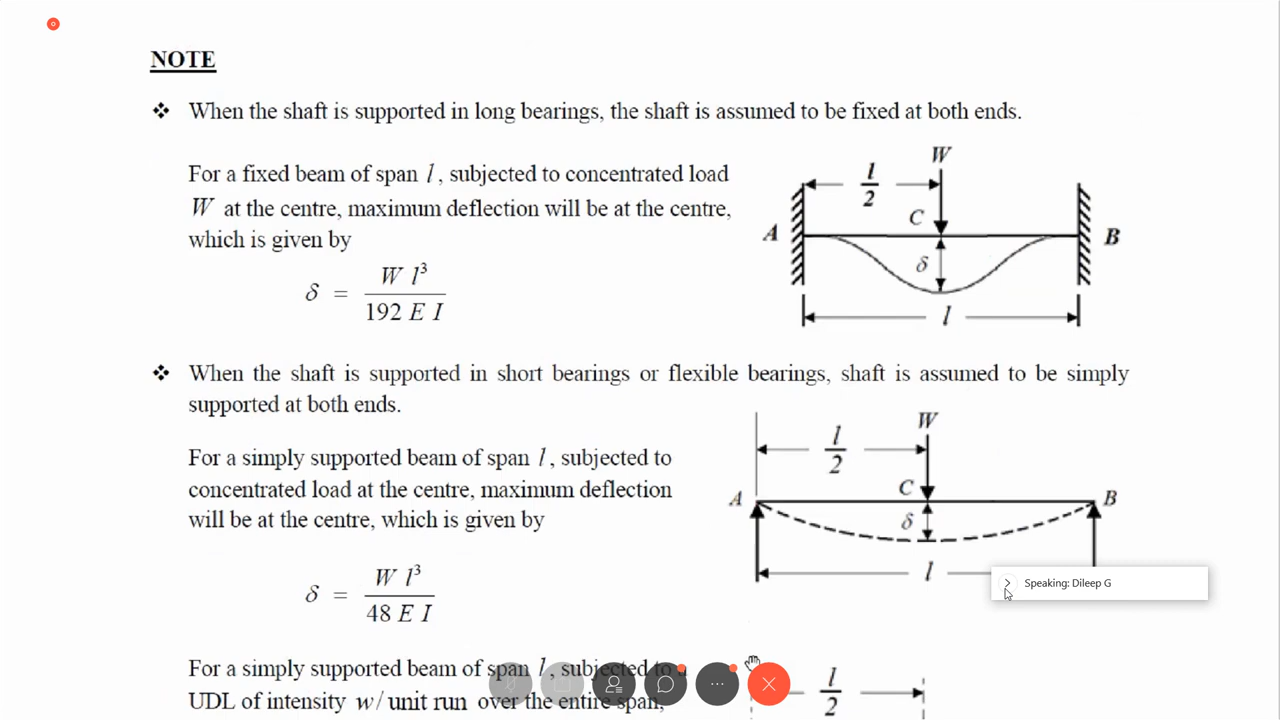 NOTE
❖ When the shaft is supported in long bearings, the shaft is assumed to be fixed at both ends.
For a fixed beam of span l, subjected to concentrated load
W at the centre, maximum deflection will be at the centre,
which is given by
δ = W l³ / 192 E I
W
l/2
C
A
B
δ
l
❖ When the shaft is supported in short bearings or flexible bearings, shaft is assumed to be simply
supported at both ends.
For a simply supported beam of span l, subjected to
concentrated load at the centre, maximum deflection
will be at the centre, which is given by
δ = W l³ / 48 E I
W
l/2
C
A
B
δ
l
Speaking: Dileep G
For a simply supported beam of span l, subjected to a
UDL of intensity w/ unit run over the entire span,
l/2